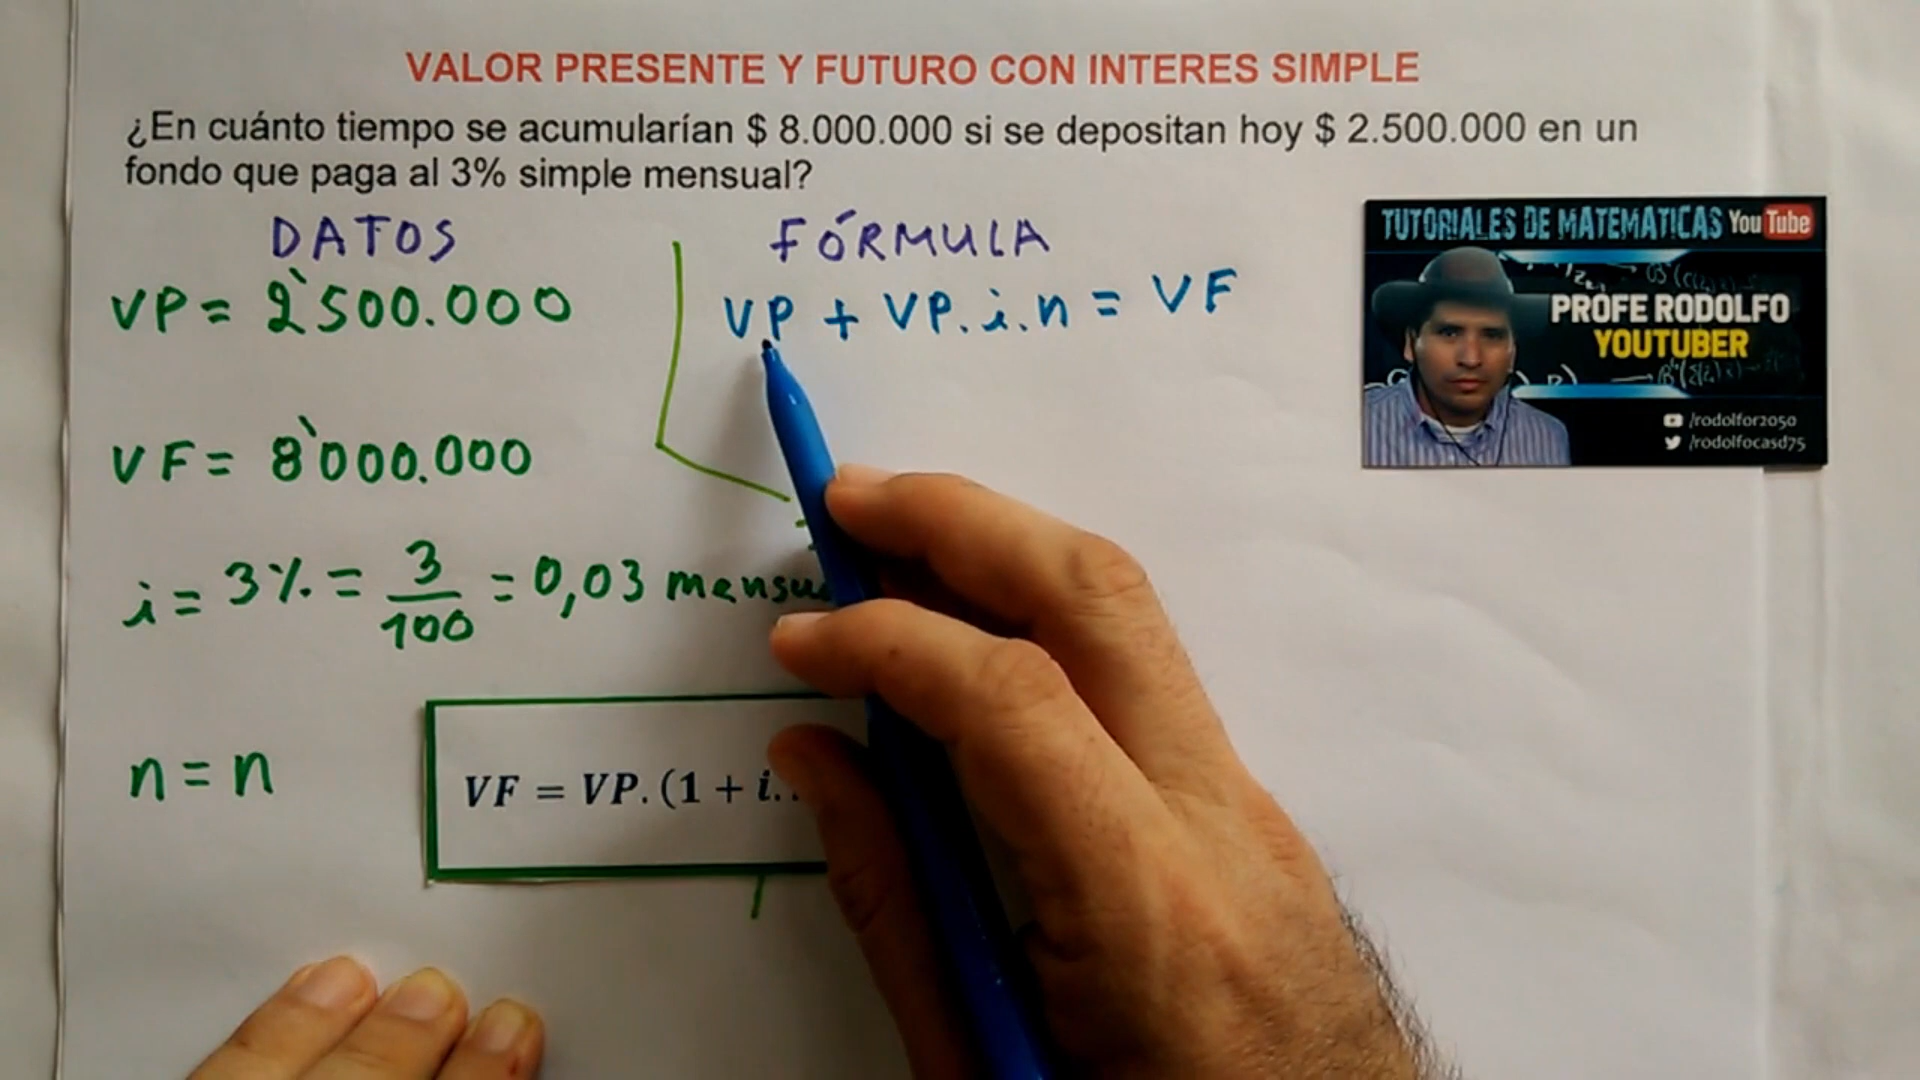 VALOR PRESENTE Y FUTURO CON INTERES SIMPLE
¿En cuánto tiempo se acumularían $ 8.000.000 si se depositan hoy $ 2.500.000 en un
fondo que paga al 3% simple mensual?
DATOS
VP = 2'500.000
VF = 8'000.000
i = 3% = 3/100 = 0,03 mensua
n = n
FÓRMULA
VP + VP.i.n = VF
VF = VP.(1 + i.
TUTORIALES DE MATEMATICAS YouTube
PROFE RODOLFO
YOUTUBER
/rodolfor2050
/rodolfocasd75